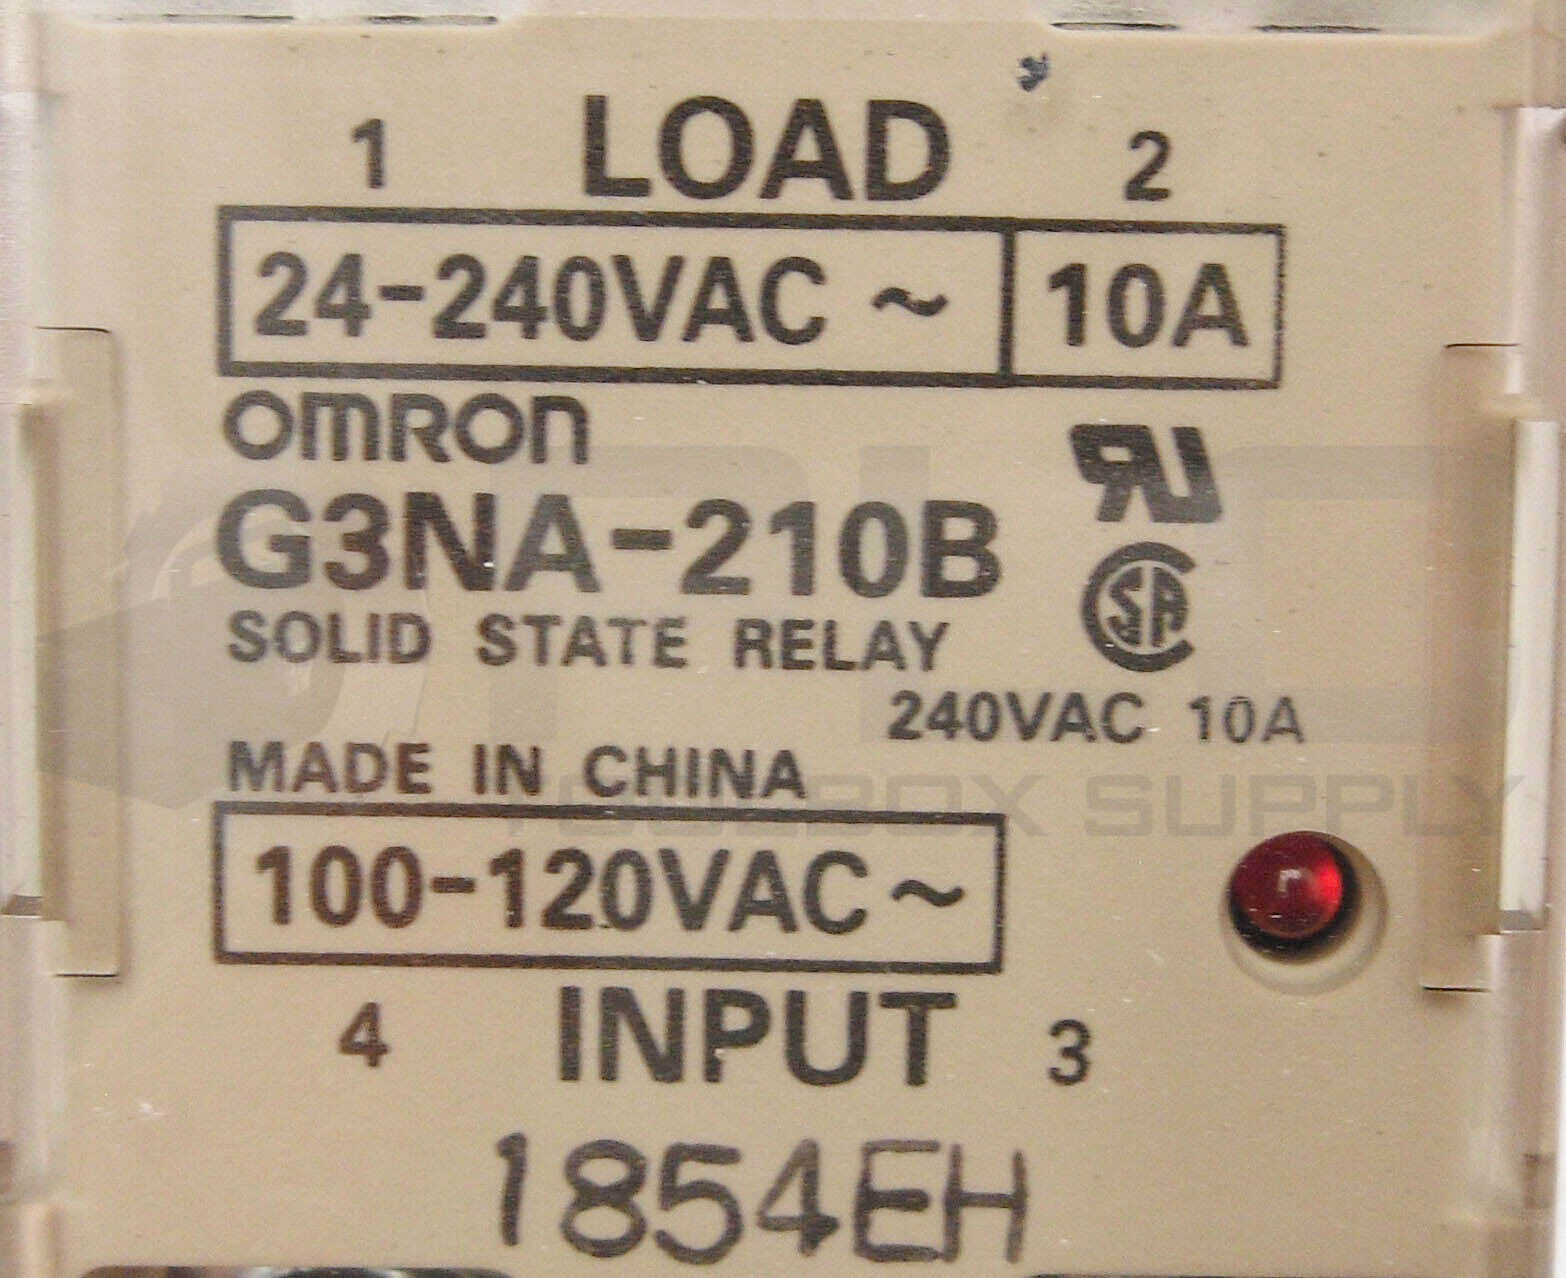 1 LOAD 2
24-240VAC ~ 10A
OMRON
G3NA-210B
SOLID STATE RELAY
240VAC 10A
MADE IN CHINA
TOOLBOX SUPPLY
100-120VAC ~
4 INPUT 3
1854EH